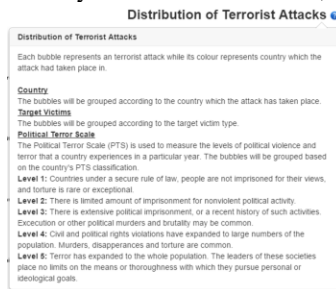 Distribution of Terrorist Attacks
Distribution of Terrorist Attacks
Each bubble represents an terrorist attack while its colour represents country which the
attack had taken place in.
Country
The bubbles will be grouped according to the country which the attack has taken place.
Target Victims
The bubbles will be grouped according to the target victim type.
Political Terror Scale
The Political Terror Scale (PTS) is used to measure the levels of political violence and
terror that a country experiences in a particular year. The bubbles will be grouped based
on the country's PTS classification.
Level 1: Countries under a secure rule of law, people are not imprisoned for their views,
and torture is rare or exceptional.
Level 2: There is limited amount of imprisonment for nonviolent political activity.
Level 3: There is extensive political imprisonment, or a recent history of such activities.
Excecution or other political murders and brutality may be common.
Level 4: Civil and political rights violations have expanded to large numbers of the
population. Murders, disapperances and torture are common.
Level 5: Terror has expanded to the whole population. The leaders of these societies
place no limits on the means or thoroughness with which they pursue personal or
ideological goals.